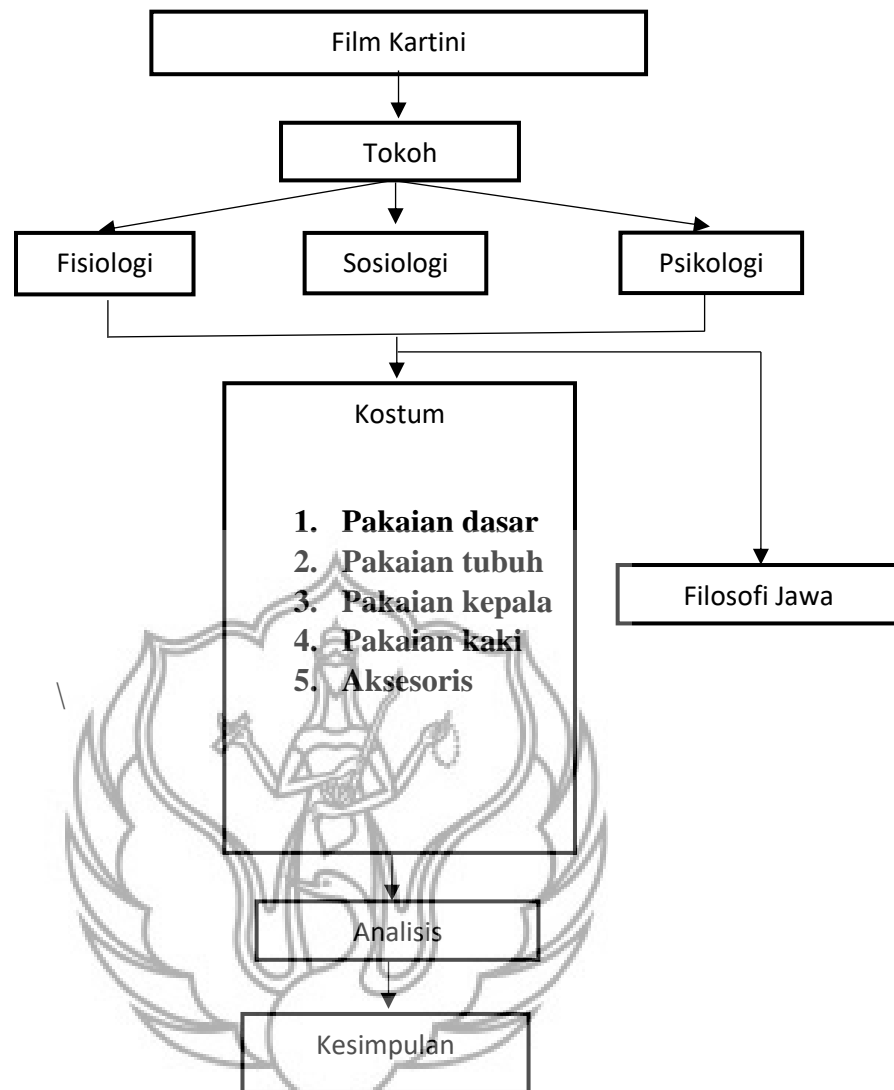 Film Kartini
Tokoh
Fisiologi
Sosiologi
Psikologi
Kostum
1. Pakaian dasar
2. Pakaian tubuh
3. Pakaian kepala
4. Pakaian kaki
5. Aksesoris
Filosofi Jawa
\
Analisis
Kesimpulan